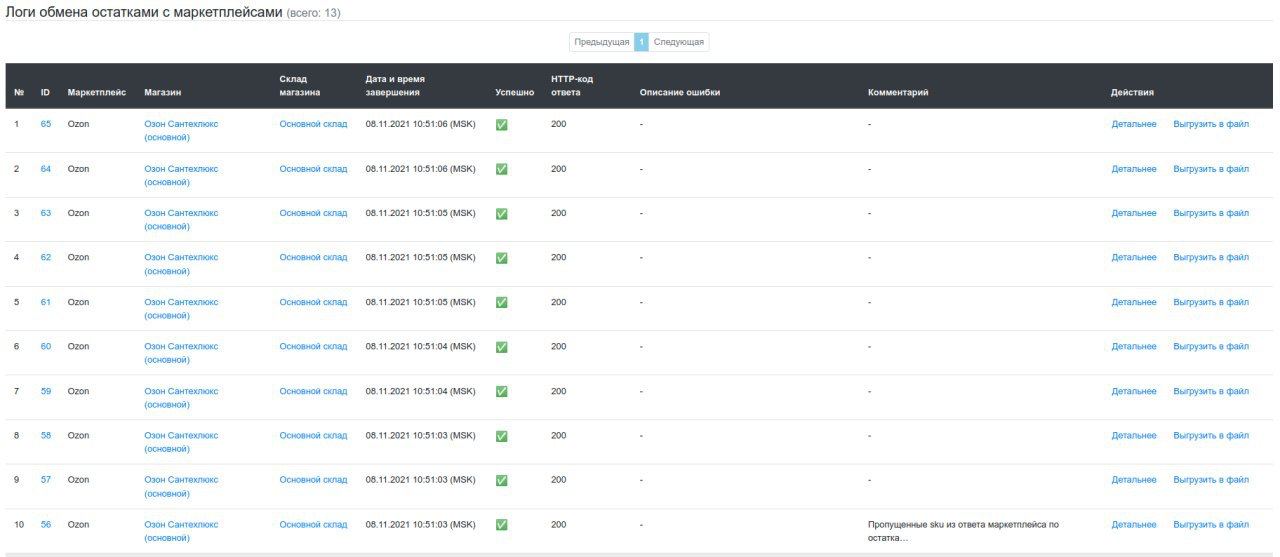 Логи обмена остатками с маркетплейсами (всего: 13)
Предыдущая 1 Следующая
№ ID Маркетплейс Магазин Склад магазина Дата и время завершения Успешно HTTP-код ответа Описание ошибки Комментарий Действия
1 65 Ozon Озон Сантехлюкс Основной склад 08.11.2021 10:51:06 (MSK) ✅ 200 - - Детальнее Выгрузить в файл
(основной)
2 64 Ozon Озон Сантехлюкс Основной склад 08.11.2021 10:51:06 (MSK) ✅ 200 - - Детальнее Выгрузить в файл
(основной)
3 63 Ozon Озон Сантехлюкс Основной склад 08.11.2021 10:51:05 (MSK) ✅ 200 - - Детальнее Выгрузить в файл
(основной)
4 62 Ozon Озон Сантехлюкс Основной склад 08.11.2021 10:51:05 (MSK) ✅ 200 - - Детальнее Выгрузить в файл
(основной)
5 61 Ozon Озон Сантехлюкс Основной склад 08.11.2021 10:51:05 (MSK) ✅ 200 - - Детальнее Выгрузить в файл
(основной)
6 60 Ozon Озон Сантехлюкс Основной склад 08.11.2021 10:51:04 (MSK) ✅ 200 - - Детальнее Выгрузить в файл
(основной)
7 59 Ozon Озон Сантехлюкс Основной склад 08.11.2021 10:51:04 (MSK) ✅ 200 - - Детальнее Выгрузить в файл
(основной)
8 58 Ozon Озон Сантехлюкс Основной склад 08.11.2021 10:51:03 (MSK) ✅ 200 - - Детальнее Выгрузить в файл
(основной)
9 57 Ozon Озон Сантехлюкс Основной склад 08.11.2021 10:51:03 (MSK) ✅ 200 - - Детальнее Выгрузить в файл
(основной)
10 56 Ozon Озон Сантехлюкс Основной склад 08.11.2021 10:51:03 (MSK) ✅ 200 - Пропущенные sku из ответа маркетплейса по Детальнее Выгрузить в файл
(основной) остатка…